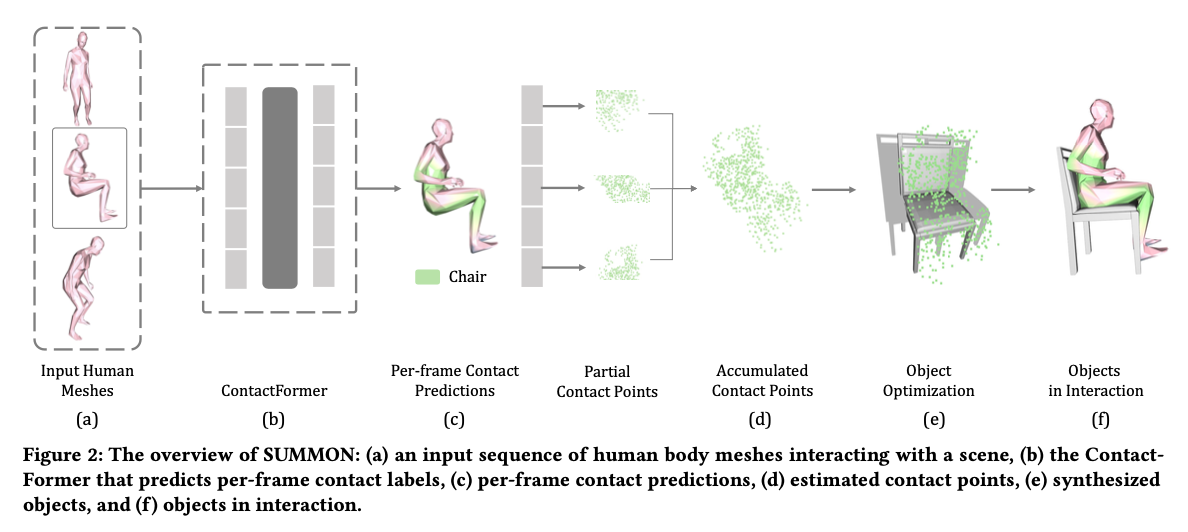 Chair
Input Human
Meshes
(a)
ContactFormer
(b)
Per-frame Contact
Predictions
(c)
Partial
Contact Points
Accumulated
Contact Points
(d)
Object
Optimization
(e)
Objects
in Interaction
(f)
Figure 2: The overview of SUMMON: (a) an input sequence of human body meshes interacting with a scene, (b) the Contact-
Former that predicts per-frame contact labels, (c) per-frame contact predictions, (d) estimated contact points, (e) synthesized
objects, and (f) objects in interaction.